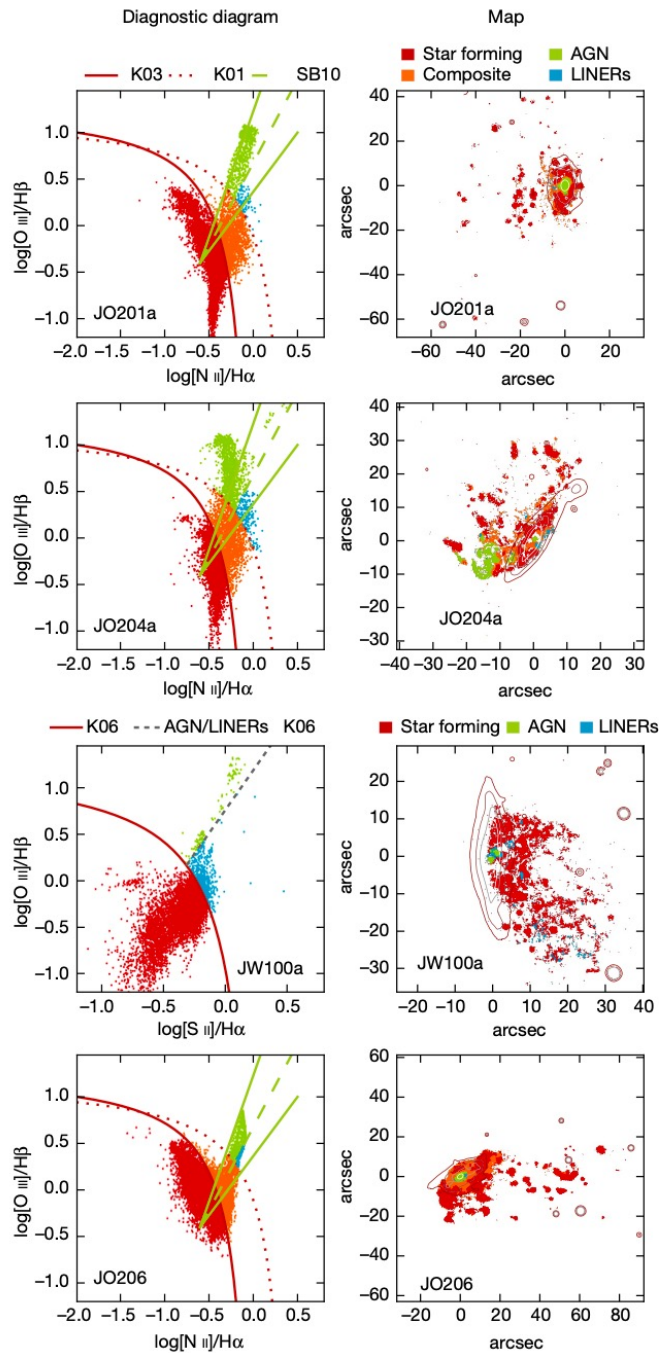 Diagnostic diagram Map
K03 K01 SB10
Star forming AGN
Composite LINERs
1.0
0.5
0.0
−0.5
−1.0
log[O III]/Hβ
JO201a
−2.0 −1.5 −1.0 −0.5 0.0 0.5
log[N II]/Hα
40
20
0
−20
−40
−60
arcsec
JO201a
−60 −40 −20 0 20
arcsec
1.0
0.5
0.0
−0.5
−1.0
log[O III]/Hβ
JO204a
−2.0 −1.5 −1.0 −0.5 0.0 0.5
log[N II]/Hα
40
30
20
10
0
−10
−20
−30
arcsec
JO204a
−40 −30 −20 −10 0 10 20 30
arcsec
K06 AGN/LINERs K06
Star forming AGN LINERs
1.5
1.0
0.5
0.0
−0.5
−1.0
log[O III]/Hβ
JW100a
−1.0 −0.5 0.0 0.5
log[S II]/Hα
20
10
0
−10
−20
−30
arcsec
JW100a
−20 −10 0 10 20 30 40
arcsec
1.0
0.5
0.0
−0.5
−1.0
log[O III]/Hβ
JO206
−2.0 −1.5 −1.0 −0.5 0.0 0.5
log[N II]/Hα
60
40
20
0
−20
−40
−60
arcsec
JO206
−20 0 20 40 60 80
arcsec